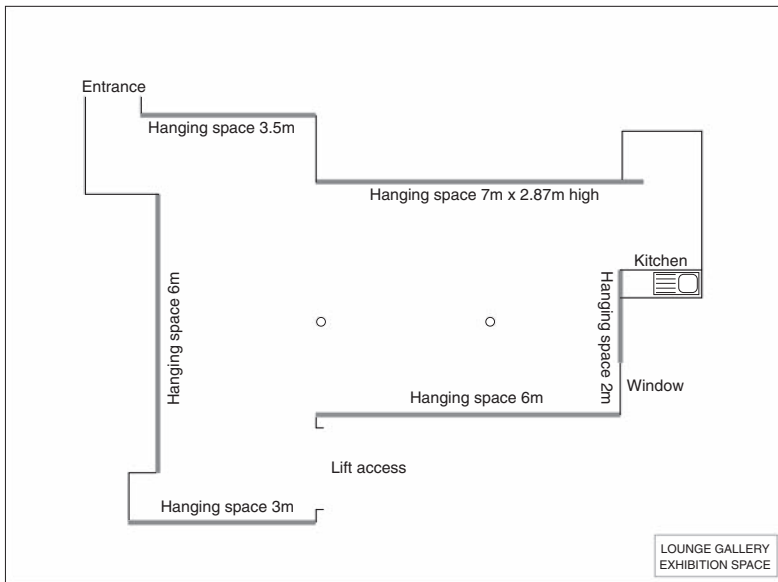 Entrance
Hanging space 3.5m
Hanging space 7m x 2.87m high
Kitchen
Hanging space 6m
Hanging space 2m
Window
Hanging space 6m
Lift access
Hanging space 3m
LOUNGE GALLERY
EXHIBITION SPACE